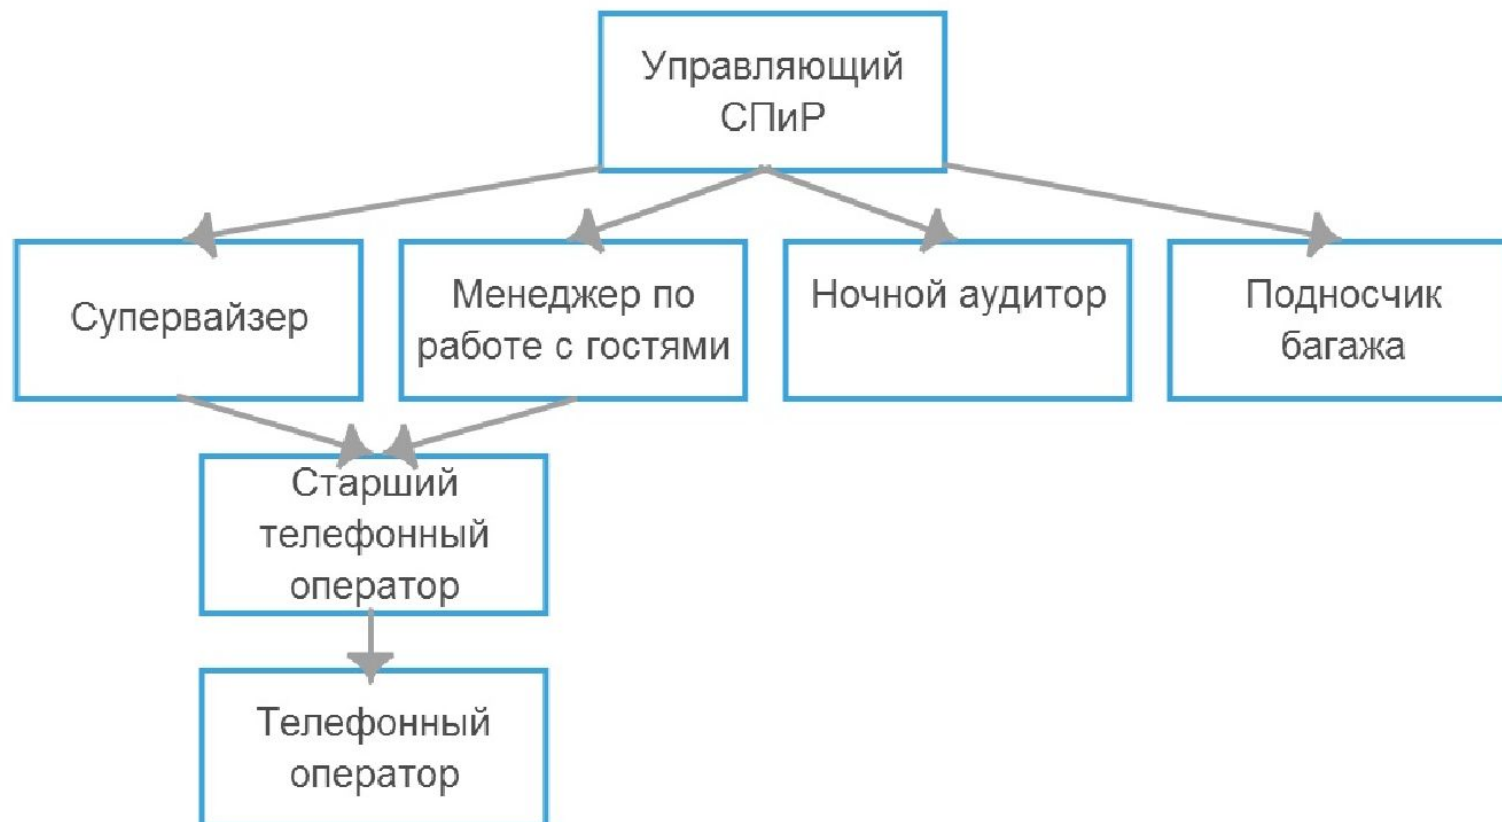 Управляющий
СПиР
Супервайзер
Менеджер по
работе с гостями
Ночной аудитор
Подносчик
багажа
Старший
телефонный
оператор
Телефонный
оператор